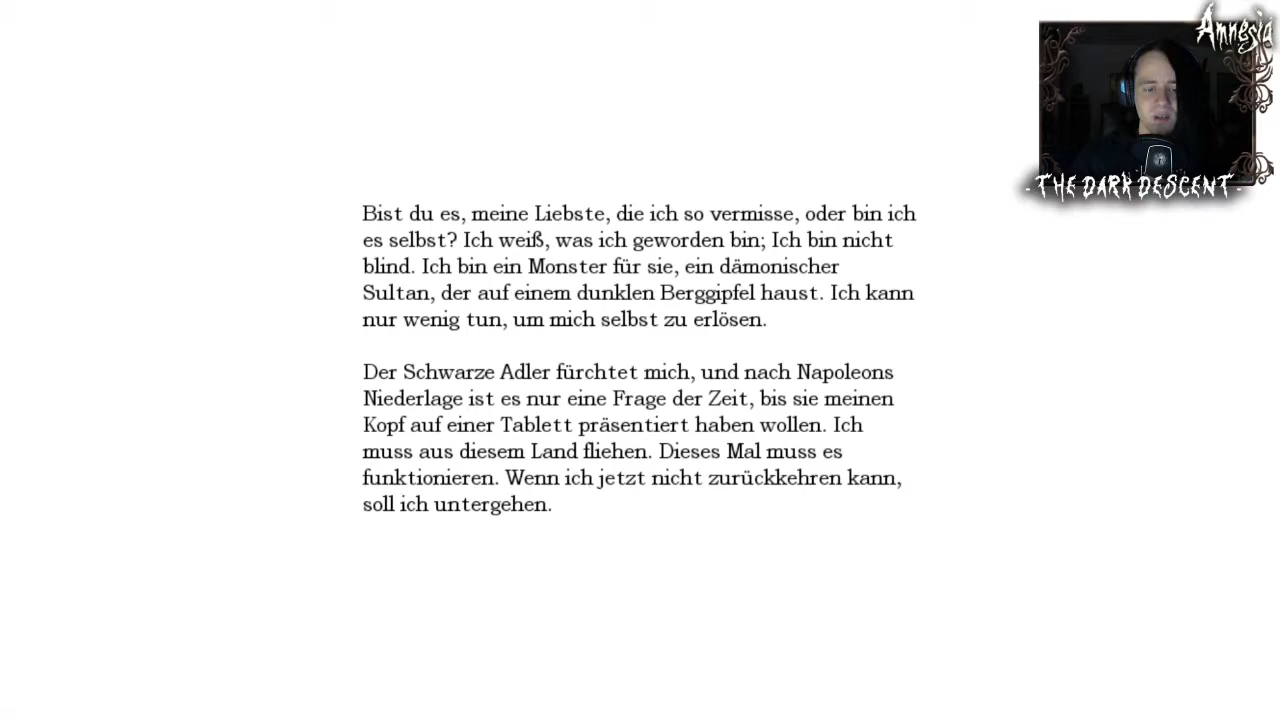 Amnesia
- THE DARK DESCENT -
Bist du es, meine Liebste, die ich so vermisse, oder bin ich
es selbst? Ich weiß, was ich geworden bin; Ich bin nicht
blind. Ich bin ein Monster für sie, ein dämonischer
Sultan, der auf einem dunklen Berggipfel haust. Ich kann
nur wenig tun, um mich selbst zu erlösen.
Der Schwarze Adler fürchtet mich, und nach Napoleons
Niederlage ist es nur eine Frage der Zeit, bis sie meinen
Kopf auf einer Tablett präsentiert haben wollen. Ich
muss aus diesem Land fliehen. Dieses Mal muss es
funktionieren. Wenn ich jetzt nicht zurückkehren kann,
soll ich untergehen.